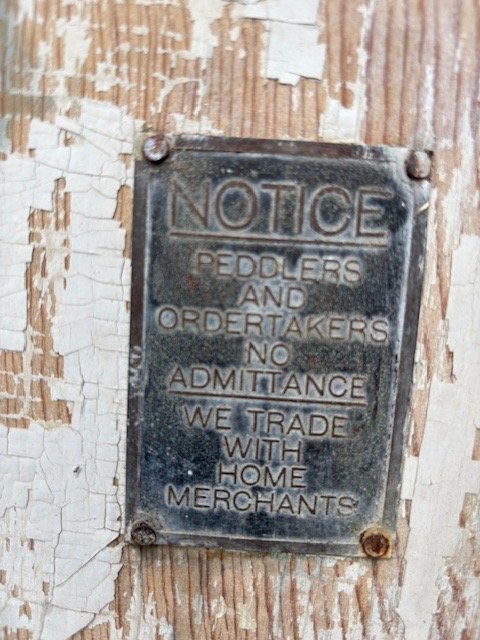 NOTICE
PEDDLERS
AND
ORDERTAKERS
NO
ADMITTANCE
WE TRADE
WITH
HOME
MERCHANTS